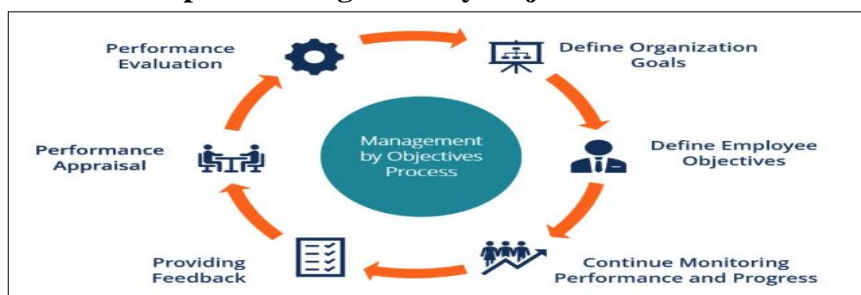 Performance
Evaluation
Define Organization
Goals
Define Employee
Objectives
Continue Monitoring
Performance and Progress
Providing
Feedback
Performance
Appraisal
Management
by Objectives
Process